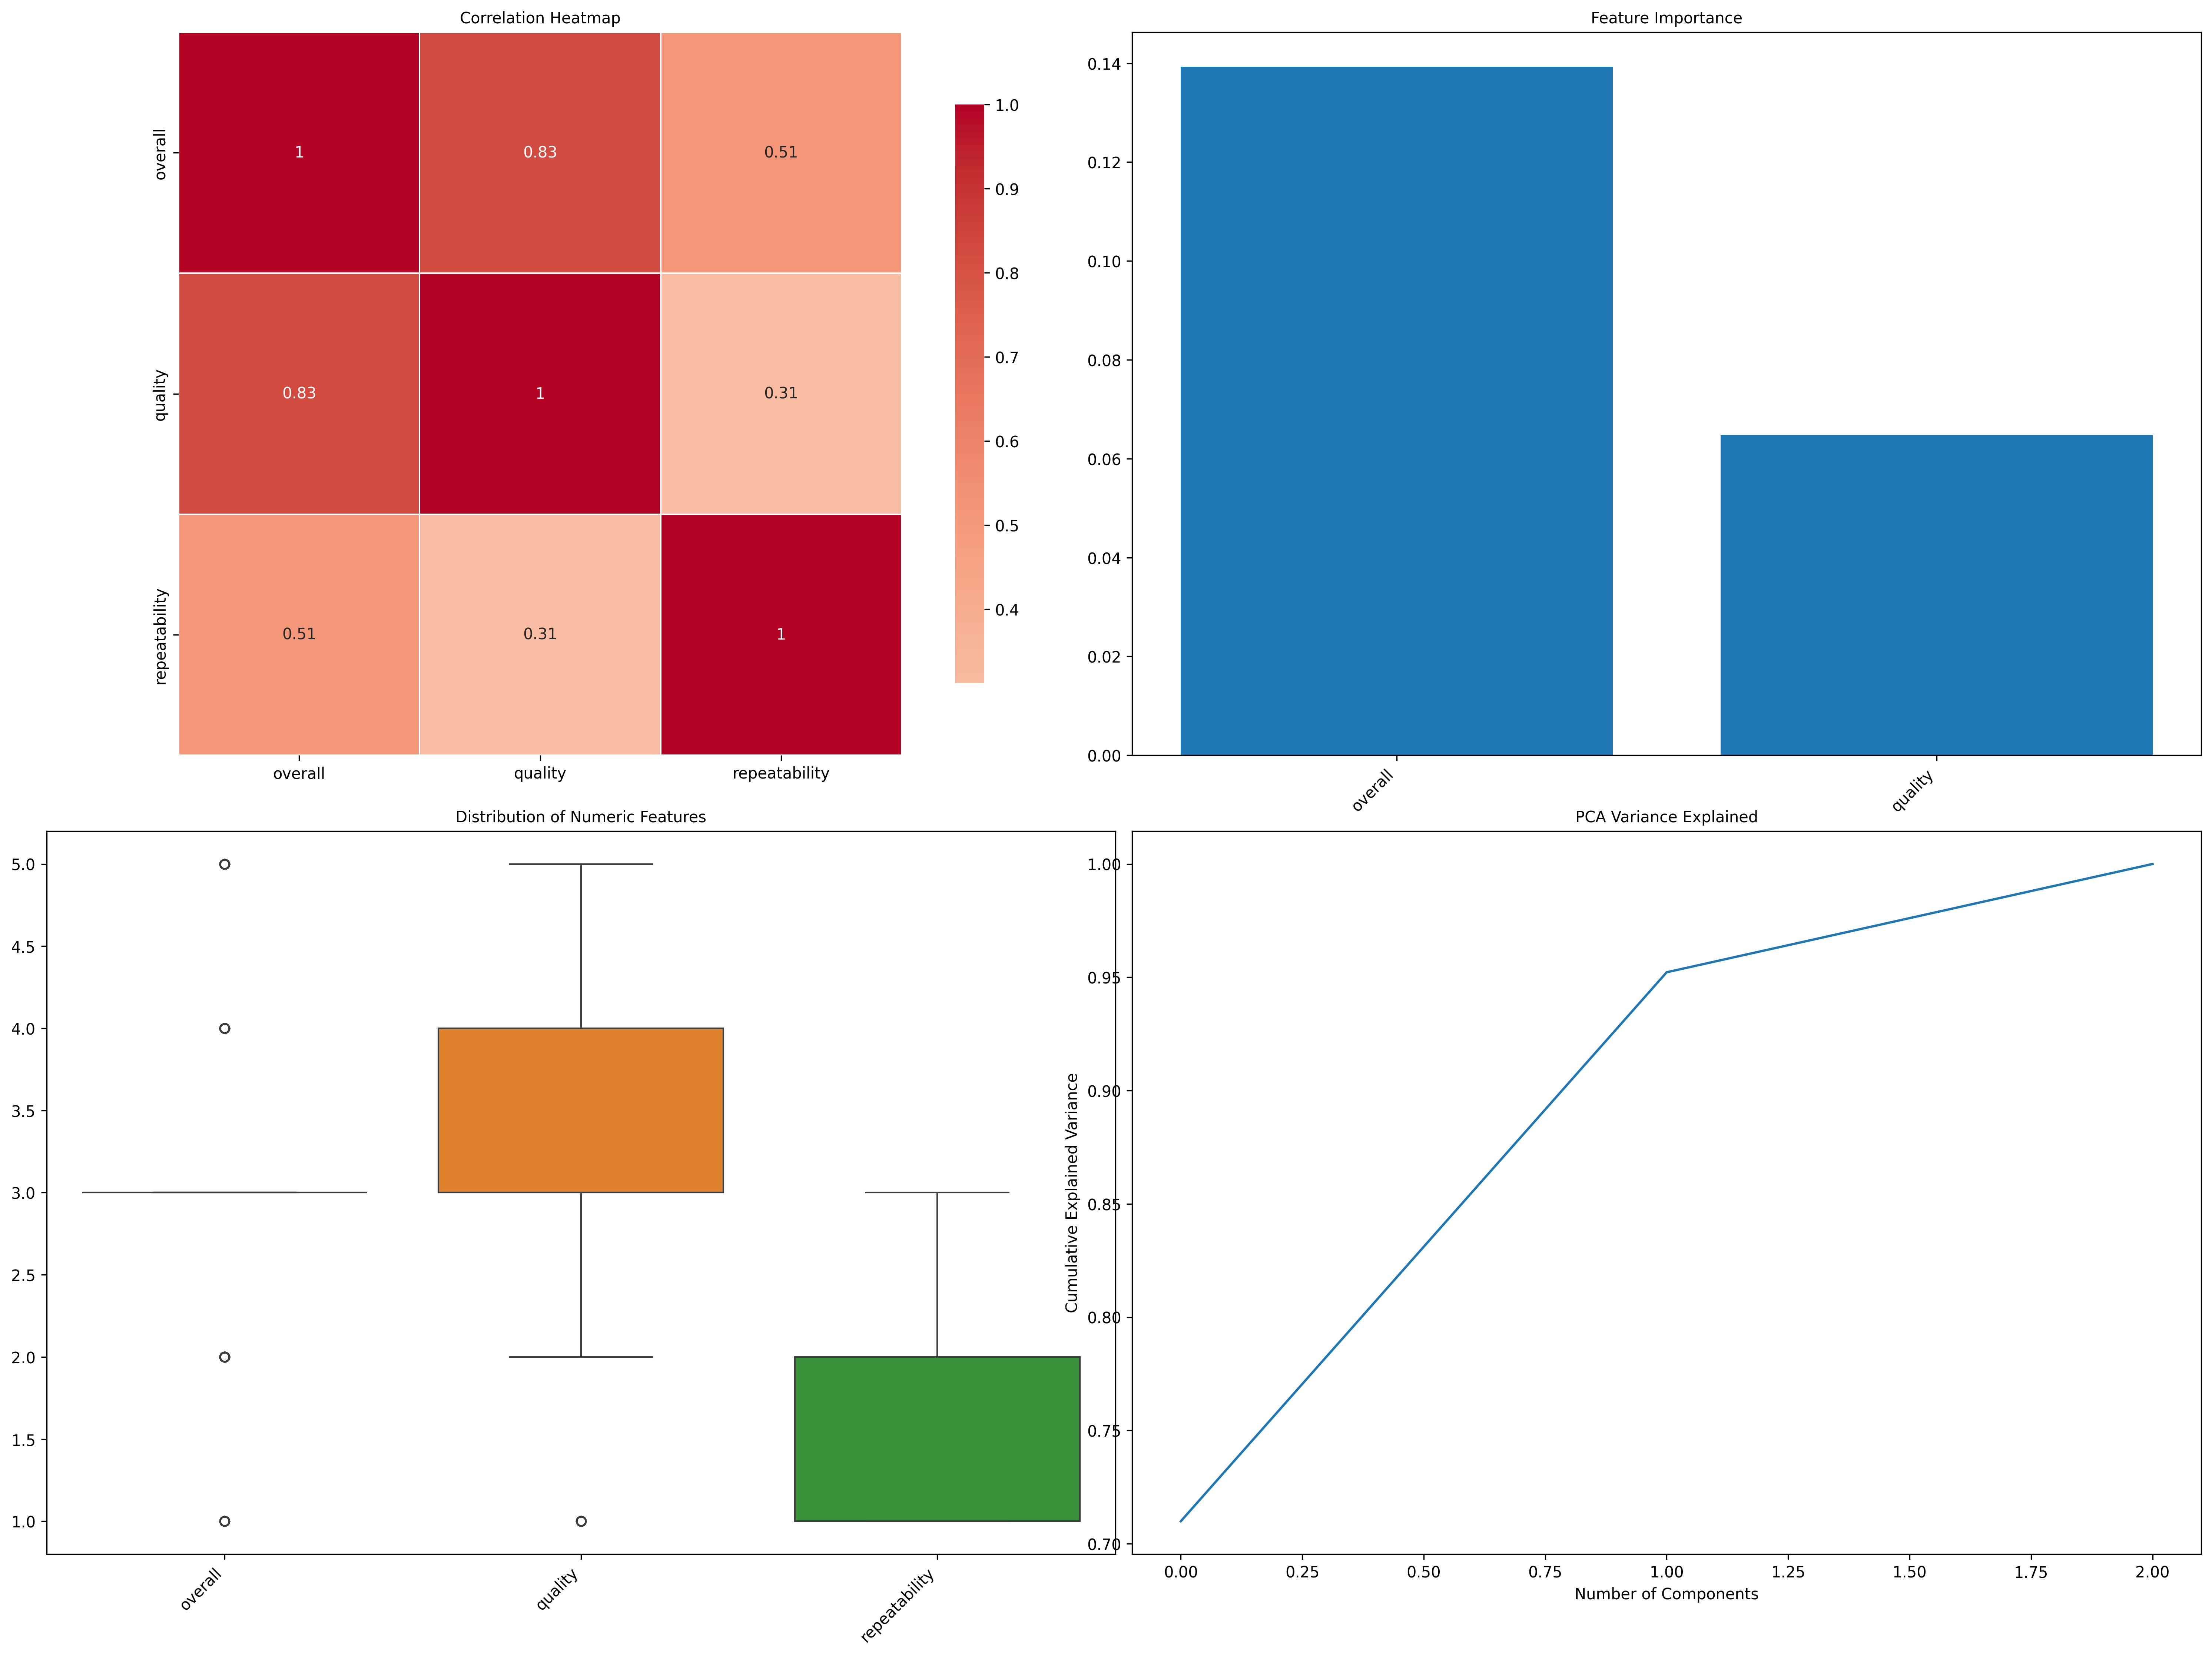 Correlation Heatmap
overall
1
0.83
0.51
quality
0.83
1
0.31
repeatability
0.51
0.31
1
overall
quality
repeatability
1.0
0.9
0.8
0.7
0.6
0.5
0.4
Feature Importance
0.14
0.12
0.10
0.08
0.06
0.04
0.02
0.00
overall
quality
Distribution of Numeric Features
5.0
4.5
4.0
3.5
3.0
2.5
2.0
1.5
1.0
overall
quality
repeatability
PCA Variance Explained
Cumulative Explained Variance
1.00
0.95
0.90
0.85
0.80
0.75
0.70
0.00
0.25
0.50
0.75
1.00
1.25
1.50
1.75
2.00
Number of Components